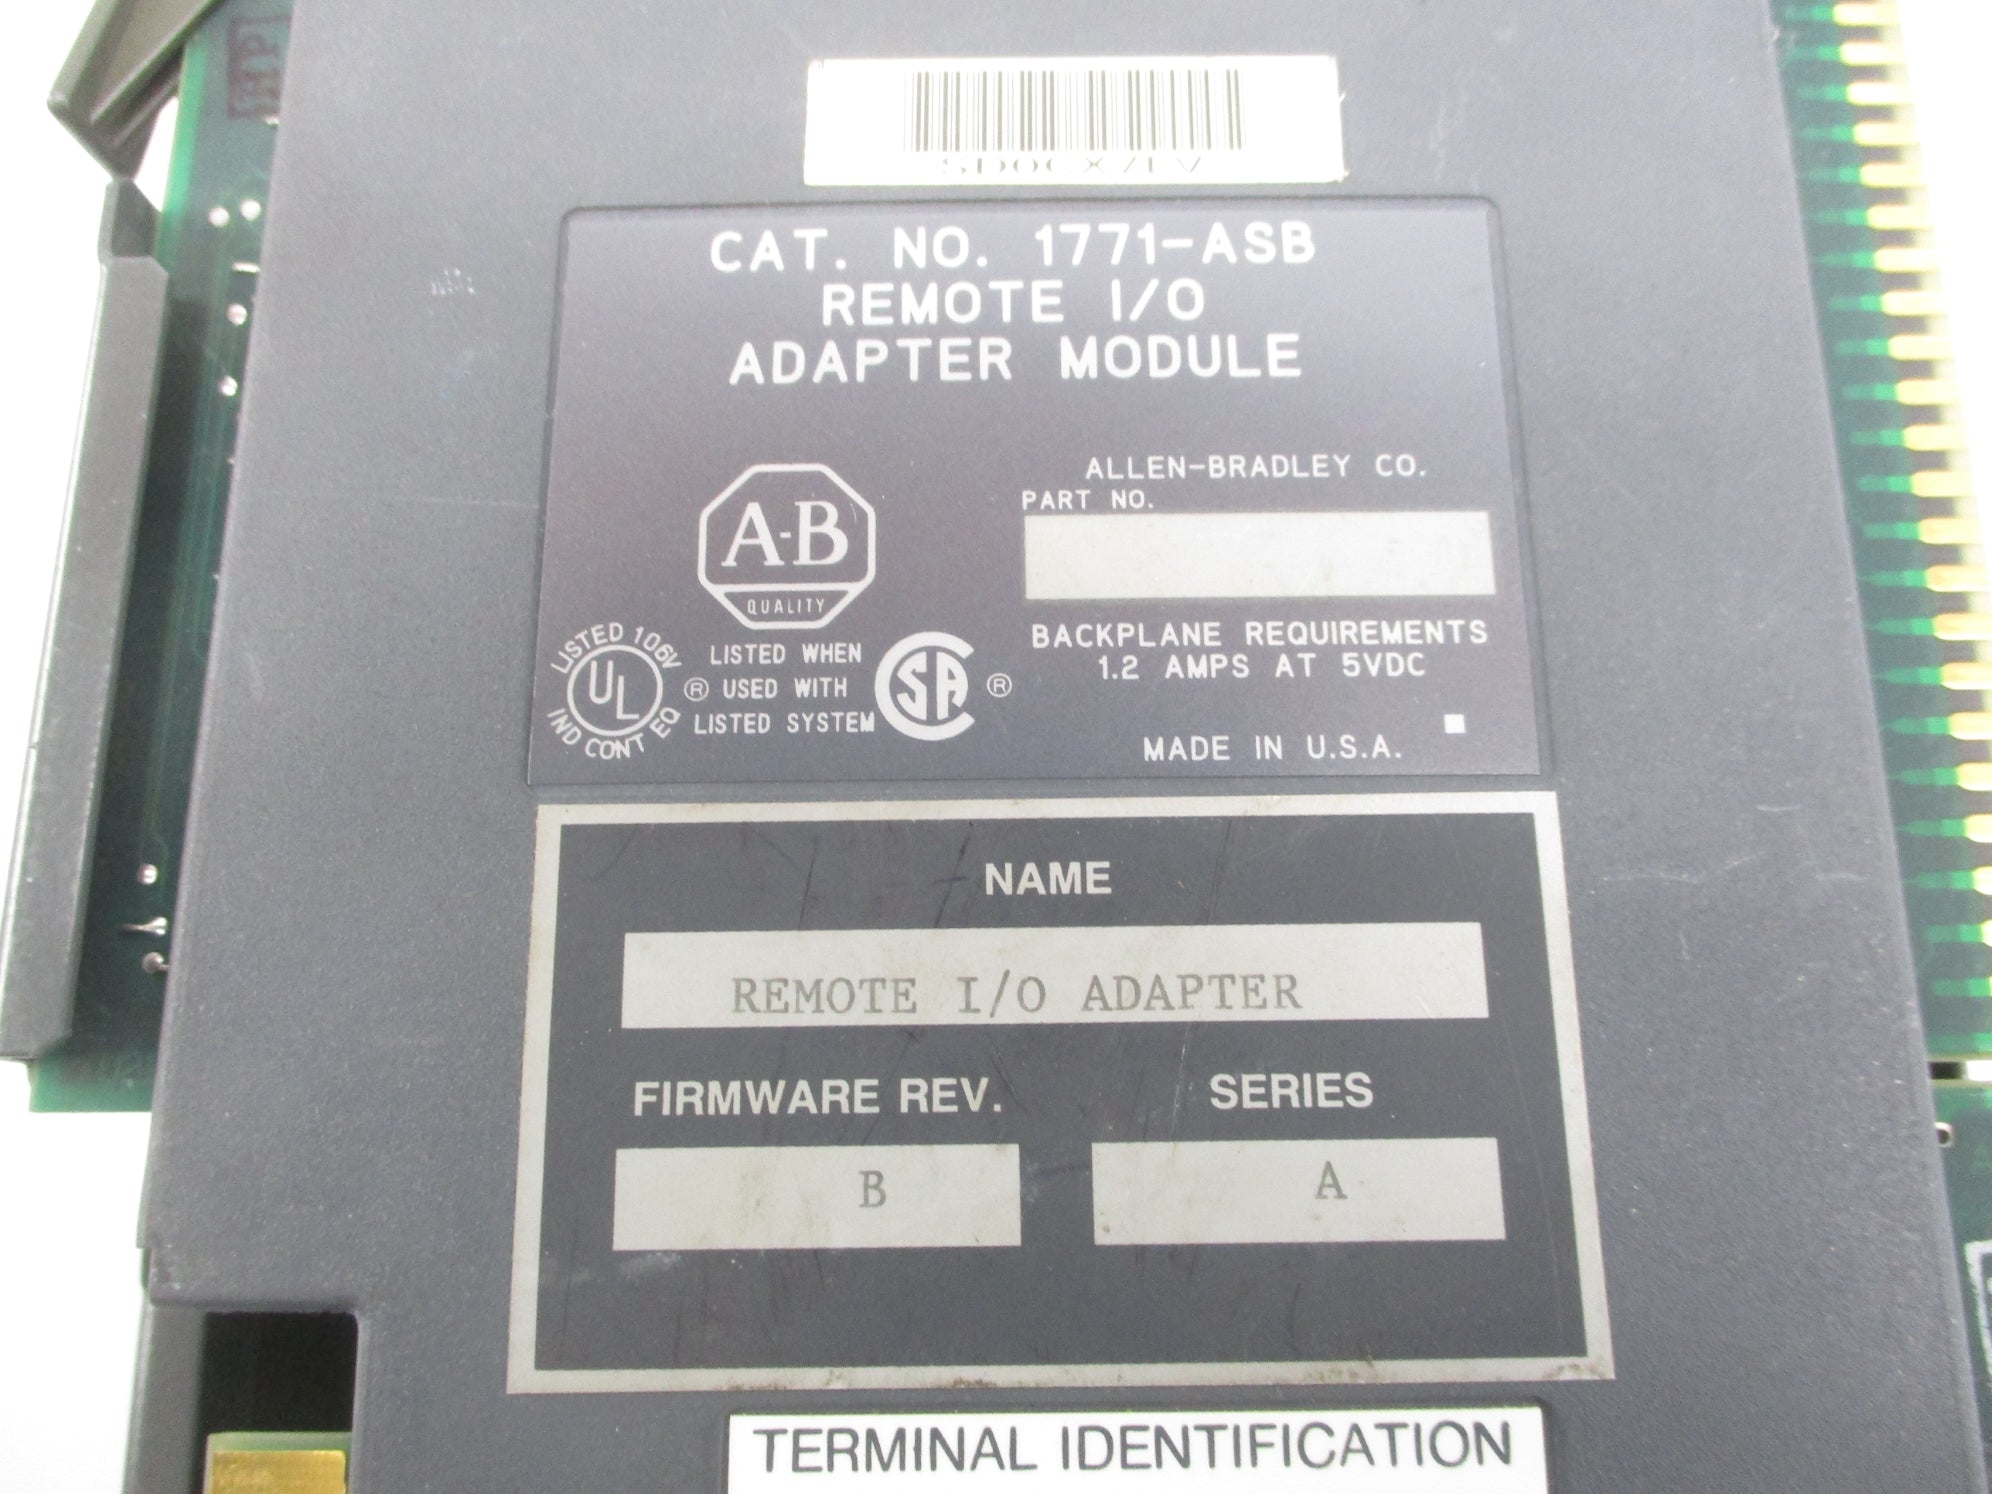 CAT. NO. 1771-ASB
REMOTE I/O
ADAPTER MODULE
ALLEN-BRADLEY CO.
PART NO.
A-B
QUALITY
LISTED 106V
UL
IND CONT EQ
® LISTED WHEN
USED WITH
LISTED SYSTEM
SA ®
BACKPLANE REQUIREMENTS
1.2 AMPS AT 5VDC
MADE IN U.S.A.
NAME
REMOTE I/O ADAPTER
FIRMWARE REV. SERIES
B A
TERMINAL IDENTIFICATION